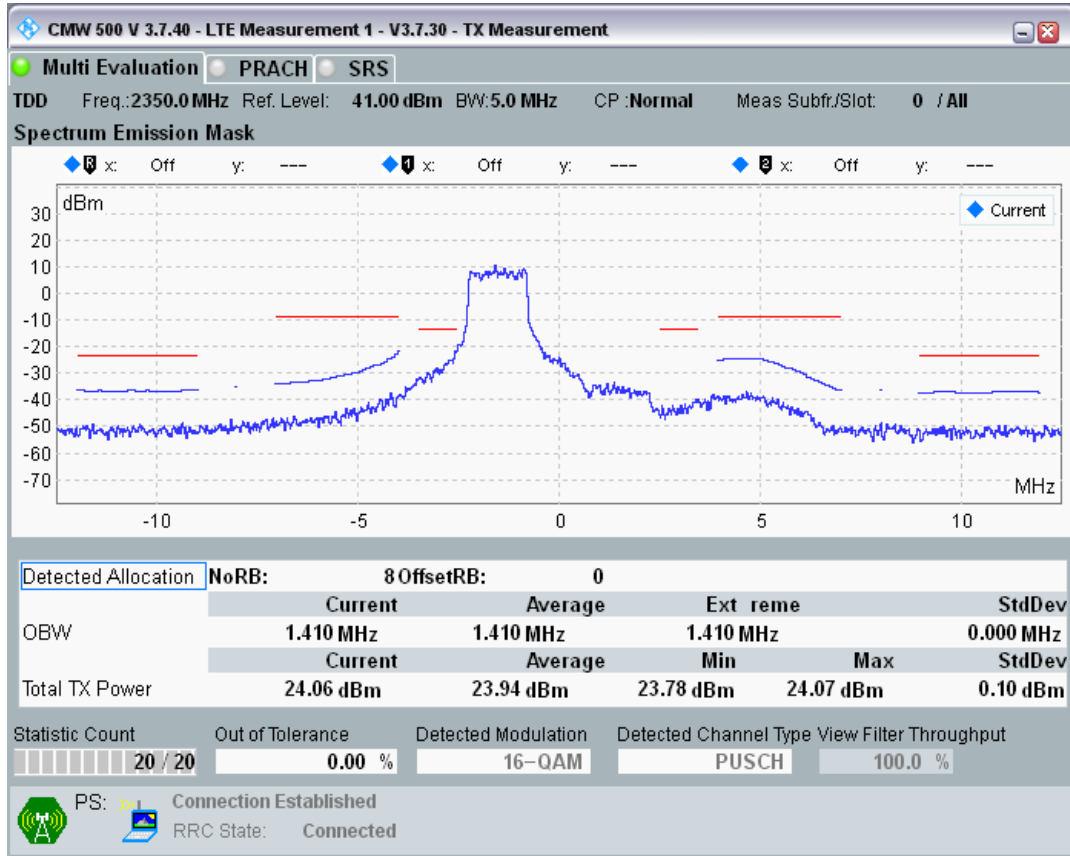 CMW 500 V 3.7.40 - LTE Measurement 1 - V3.7.30 - TX Measurement
Multi Evaluation PRACH SRS
TDD Freq.:2350.0 MHz Ref. Level: 41.00 dBm BW:5.0 MHz CP :Normal Meas Subfr./Slot: 0 / All
Spectrum Emission Mask
R x: Off y: --- 1 x: Off y: --- 2 x: Off y: ---
dBm
Current
30
20
10
0
-10
-20
-30
-40
-50
-60
-70
MHz
-10 -5 0 5 10
Detected Allocation NoRB: 8 OffsetRB: 0
Current Average Ext reme StdDev
OBW 1.410 MHz 1.410 MHz 1.410 MHz 0.000 MHz
Current Average Min Max StdDev
Total TX Power 24.06 dBm 23.94 dBm 23.78 dBm 24.07 dBm 0.10 dBm
Statistic Count Out of Tolerance Detected Modulation Detected Channel Type View Filter Throughput
20 / 20 0.00 % 16-QAM PUSCH 100.0 %
PS: Connection Established
RRC State: Connected